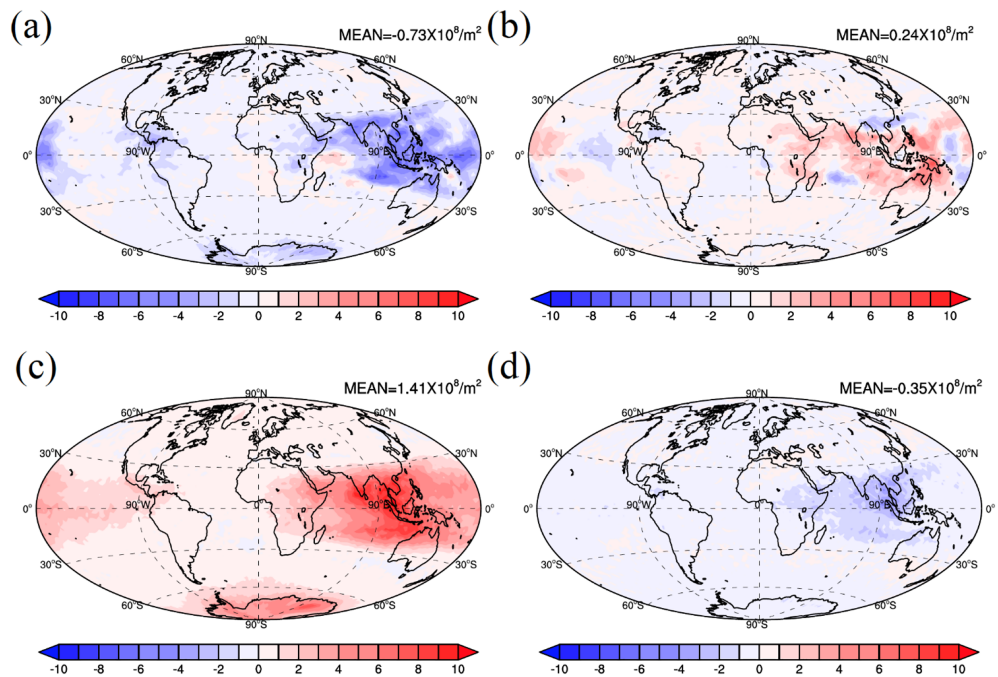 (a)
MEAN=-0.73X10⁸/m²
90°N
60°N
60°N
30°N
30°N
0°
90°W
90°E
0°
30°S
30°S
60°S
60°S
90°S
-10 -8 -6 -4 -2 0 2 4 6 8 10
(b)
MEAN=0.24X10⁸/m²
90°N
60°N
60°N
30°N
30°N
0°
90°W
90°E
0°
30°S
30°S
60°S
60°S
90°S
-10 -8 -6 -4 -2 0 2 4 6 8 10
(c)
MEAN=1.41X10⁸/m²
90°N
60°N
60°N
30°N
30°N
0°
90°W
90°E
0°
30°S
30°S
60°S
60°S
90°S
-10 -8 -6 -4 -2 0 2 4 6 8 10
(d)
MEAN=-0.35X10⁸/m²
90°N
60°N
60°N
30°N
30°N
0°
90°W
90°E
0°
30°S
30°S
60°S
60°S
90°S
-10 -8 -6 -4 -2 0 2 4 6 8 10